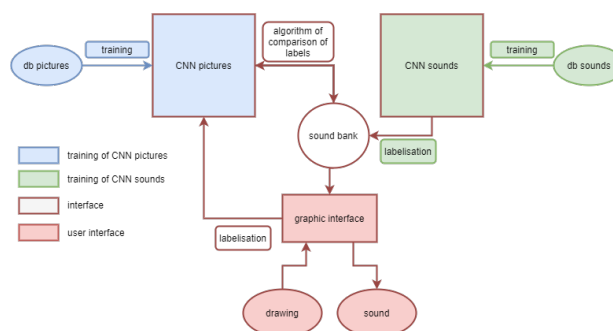 algorithm of
comparison of
labels
training
training
db pictures
CNN pictures
CNN sounds
db sounds
sound bank
labelisation
training of CNN pictures
training of CNN sounds
interface
user interface
graphic interface
labelisation
drawing
sound